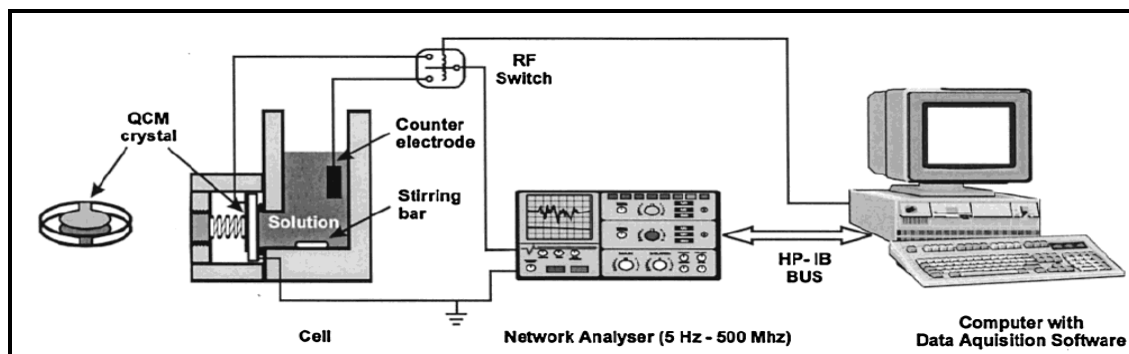 QCM
crystal
RF
Switch
Counter
electrode
Stirring
bar
Solution
HP- IB
BUS
Cell
Network Analyser (5 Hz - 500 Mhz)
Computer with
Data Aquisition Software